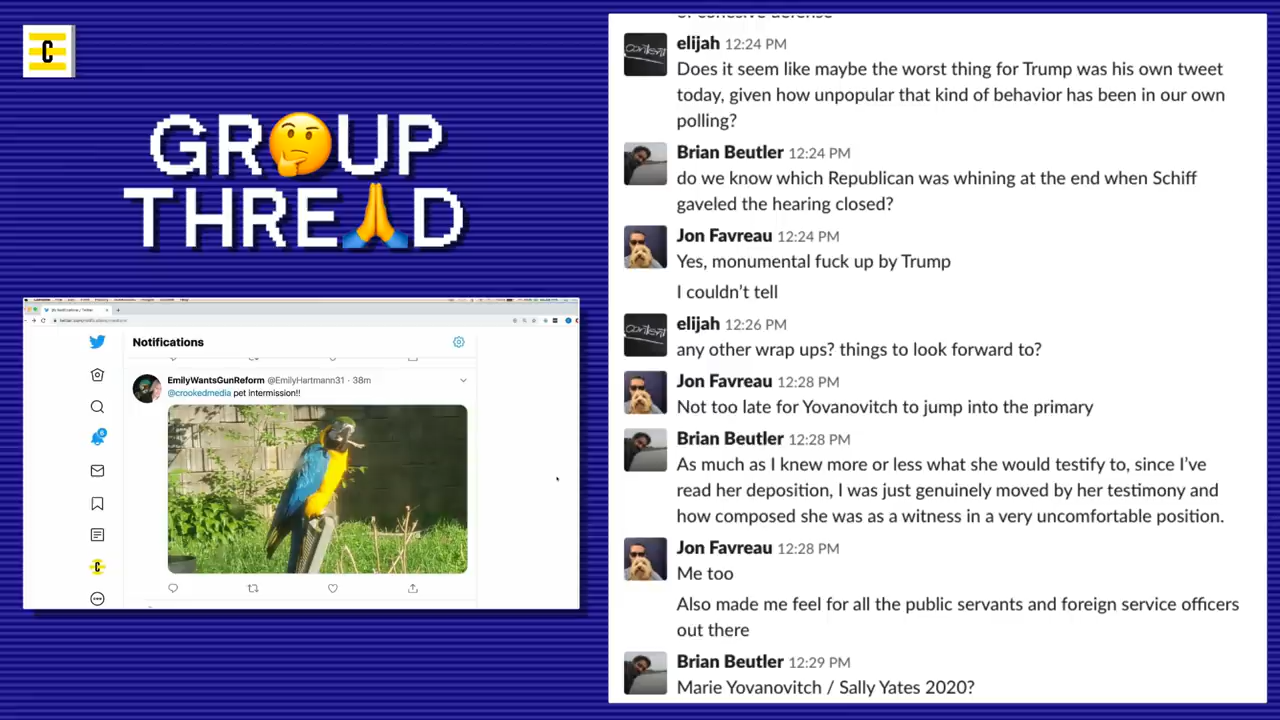 C
GROUP
THREAD
Notifications
EmilyWantsGunReform @EmilyHartmann31 · 38m
@crookedmedia pet intermission!!
6
C
elijah 12:24 PM
Does it seem like maybe the worst thing for Trump was his own tweet
today, given how unpopular that kind of behavior has been in our own
polling?
Brian Beutler 12:24 PM
do we know which Republican was whining at the end when Schiff
gaveled the hearing closed?
Jon Favreau 12:24 PM
Yes, monumental fuck up by Trump
I couldn't tell
elijah 12:26 PM
any other wrap ups? things to look forward to?
Jon Favreau 12:28 PM
Not too late for Yovanovitch to jump into the primary
Brian Beutler 12:28 PM
As much as I knew more or less what she would testify to, since I've
read her deposition, I was just genuinely moved by her testimony and
how composed she was as a witness in a very uncomfortable position.
Jon Favreau 12:28 PM
Me too
Also made me feel for all the public servants and foreign service officers
out there
Brian Beutler 12:29 PM
Marie Yovanovitch / Sally Yates 2020?